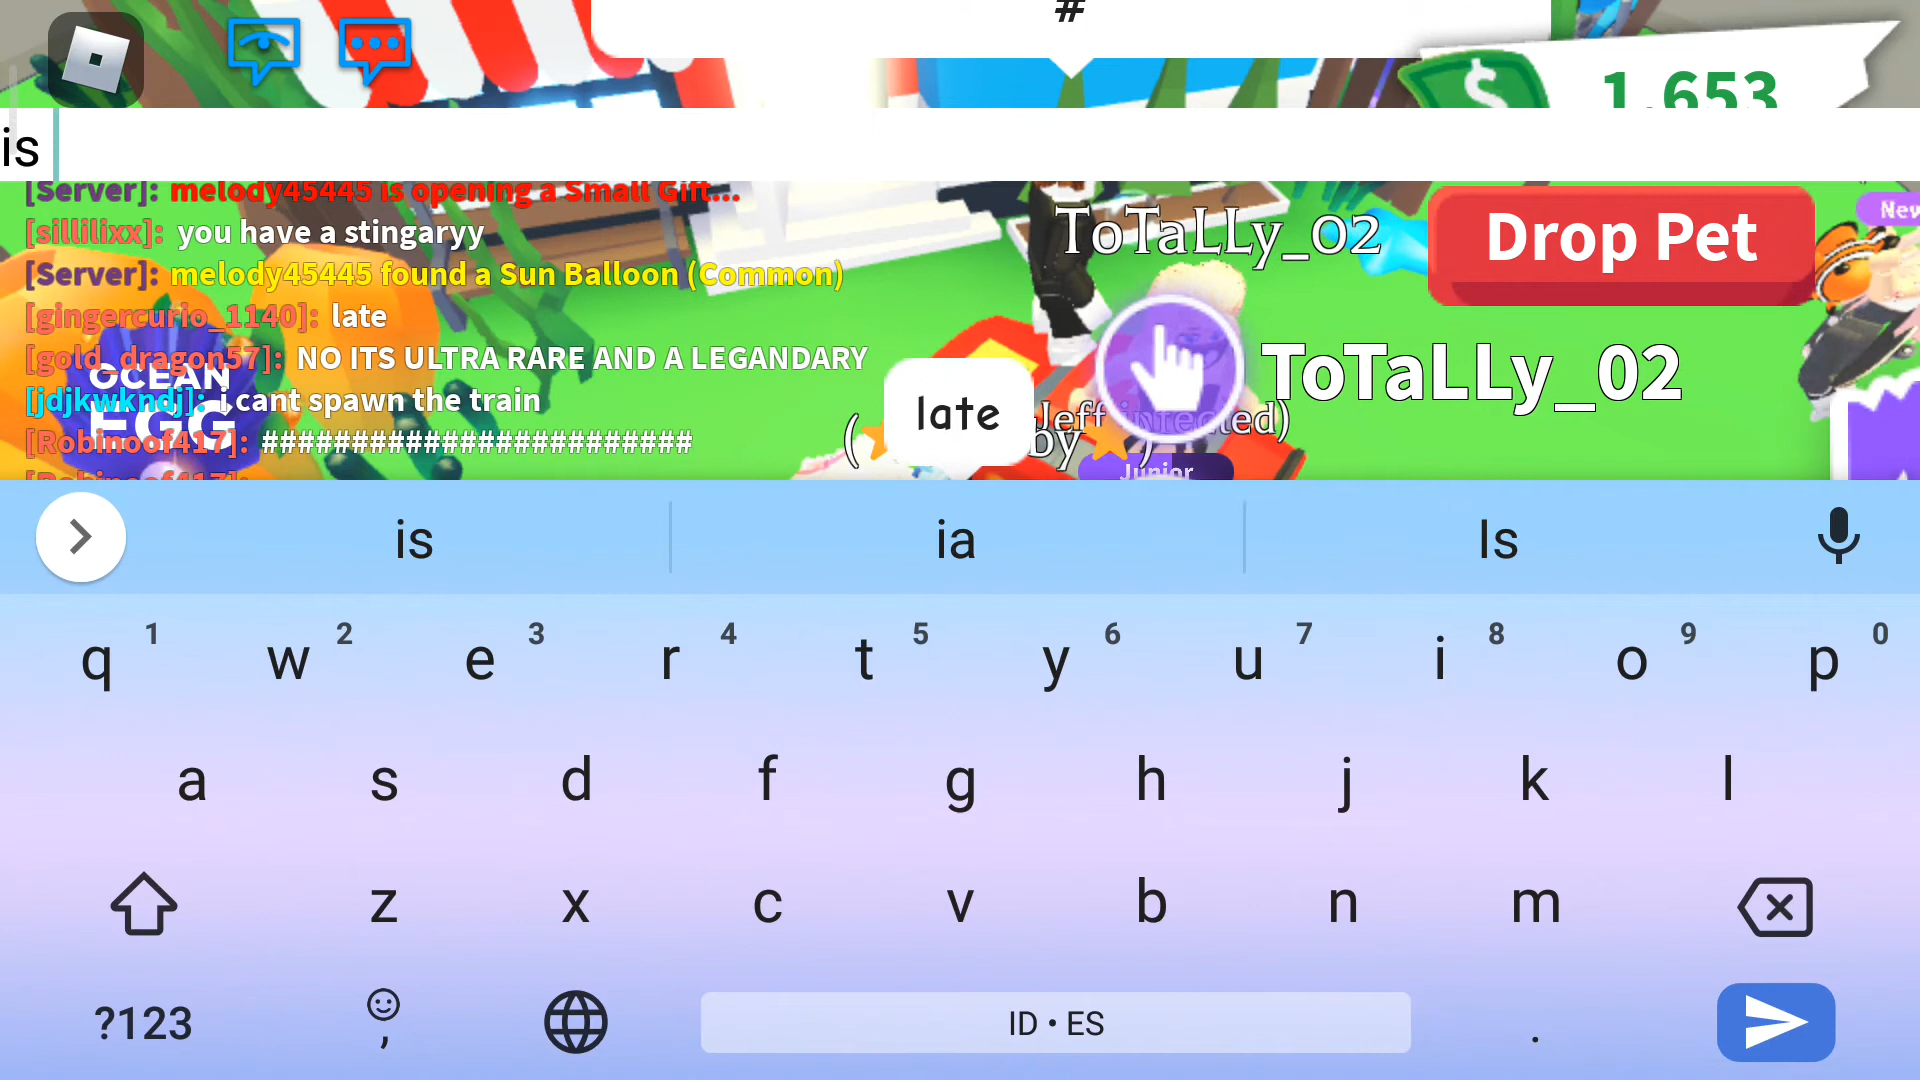 #
1,653
is
[Server]: melody45445 is opening a Small Gift...
[sillilixx]: you have a stingaryy
[Server]: melody45445 found a Sun Balloon (Common)
[gingercurio_1140]: late
[gold_dragon57]: NO ITS ULTRA RARE AND A LEGANDARY
[jdjkwkndj]: i cant spawn the train
[Robinoof417]: ########################
[Robinoof417]:
OCEAN
EGG
ToTaLLy_02
Drop Pet
New
ToTaLLy_02
late
Jeff
by
Junior
is ia Is
q 1 w 2 e 3 r 4 t 5 y 6 u 7 i 8 o 9 p 0
a s d f g h j k l
z x c v b n m
?123 , ID • ES .